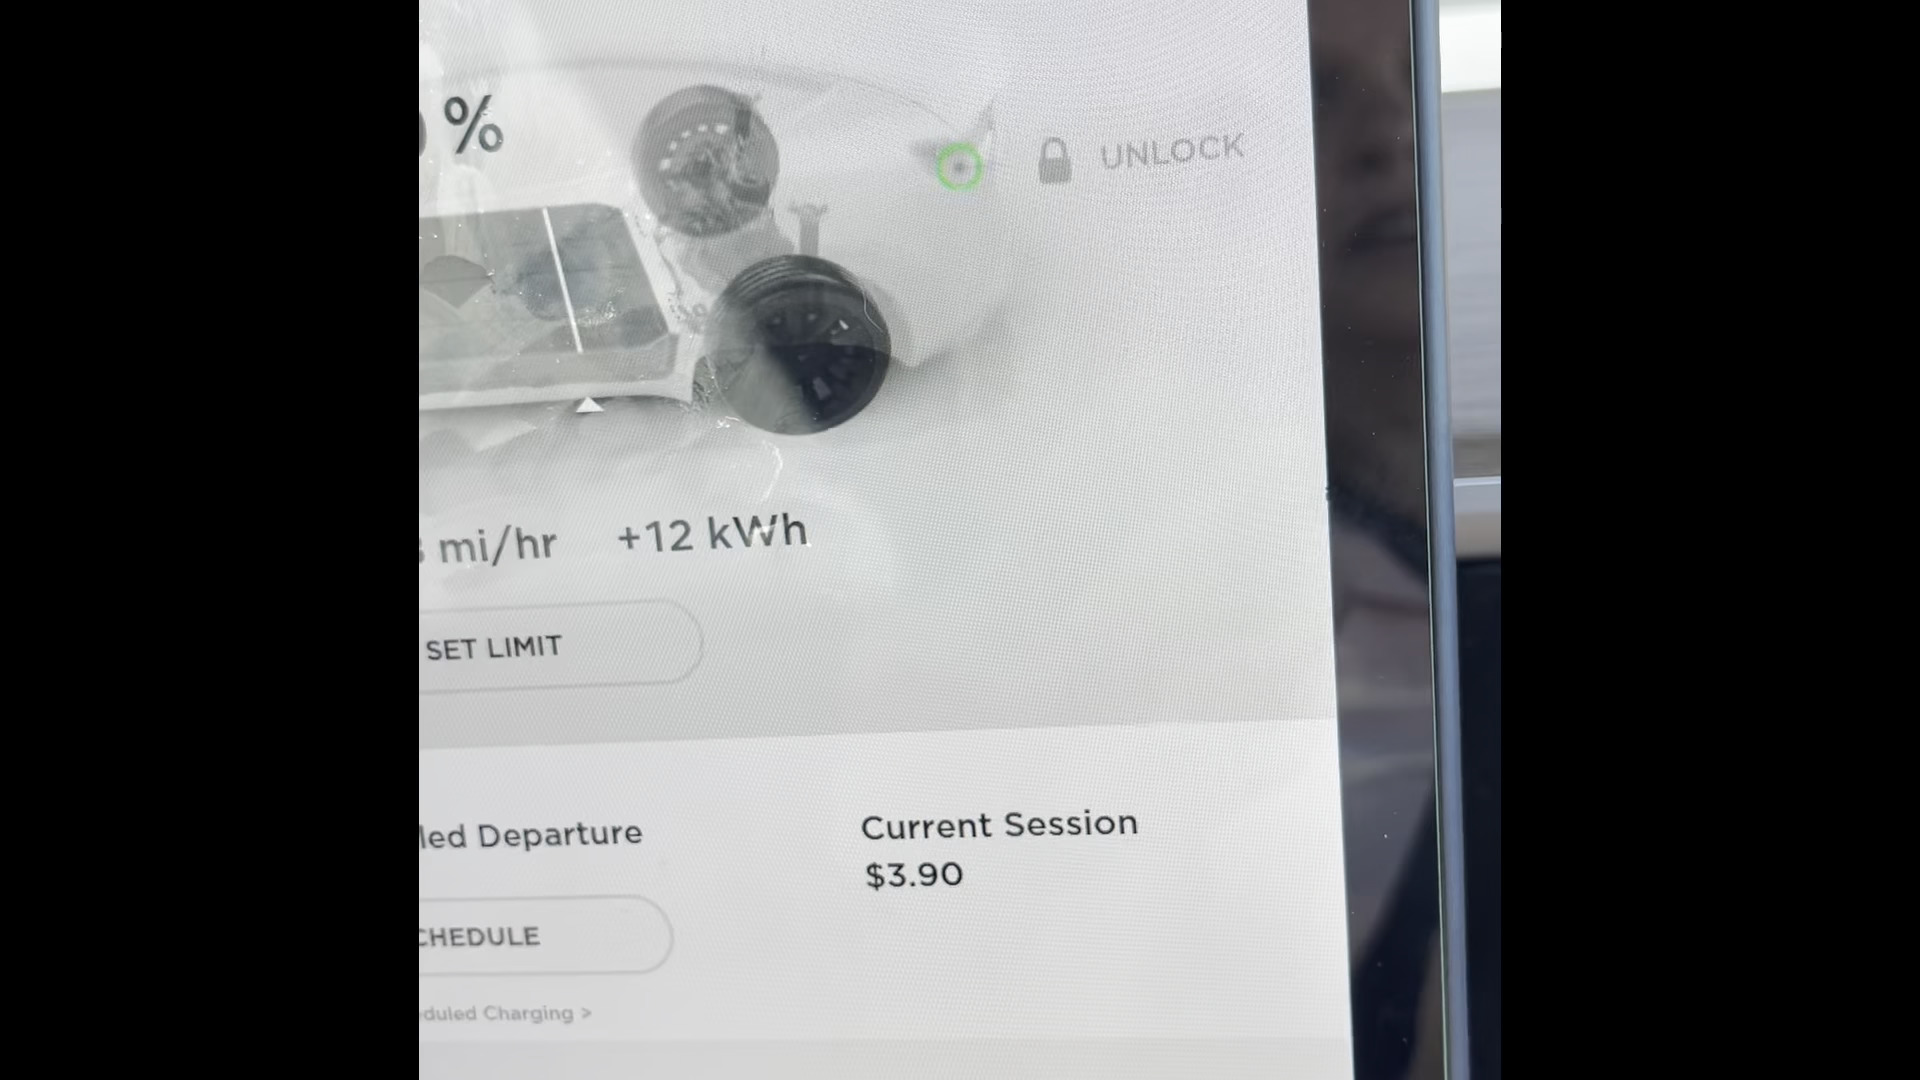 %
UNLOCK
mi/hr +12 kWh
SET LIMIT
led Departure
Current Session
$3.90
CHEDULE
duled Charging >